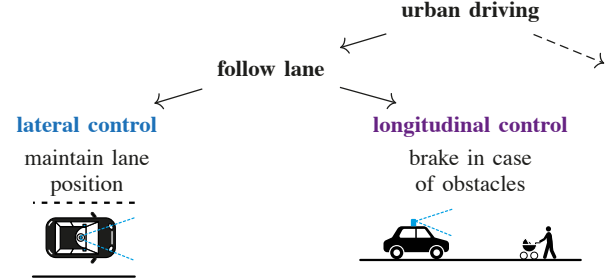 urban driving
follow lane
lateral control
maintain lane
position
longitudinal control
brake in case
of obstacles